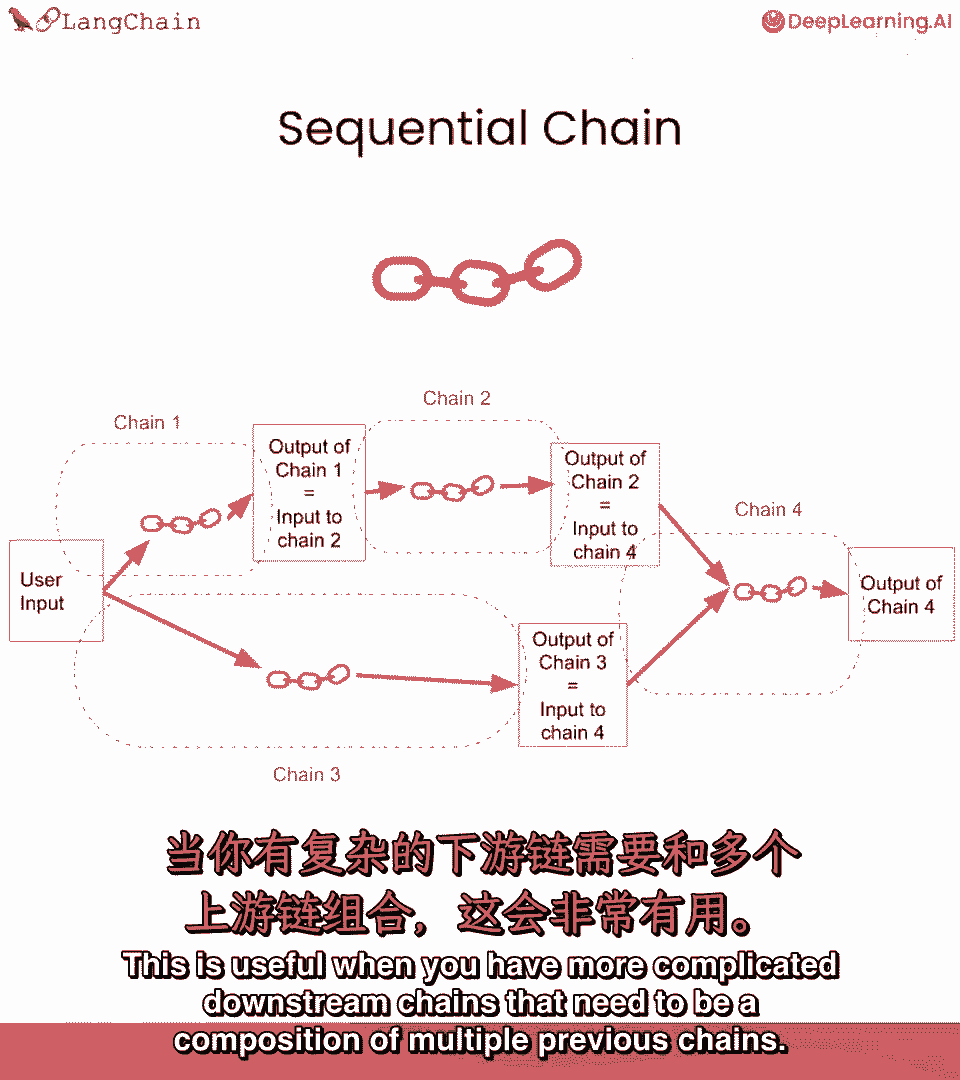 LangChain
DeepLearning.AI
Sequential Chain
Chain 1
Chain 2
Output of
Chain 1
=
Input to
chain 2
Output of
Chain 2
=
Input to
chain 4
Chain 4
User
Input
Output of
Chain 4
Output of
Chain 3
=
Input to
chain 4
Chain 3
当你有复杂的下游链需要和多个
上游链组合，这会非常有用。
This is useful when you have more complicated
downstream chains that need to be a
composition of multiple previous chains.